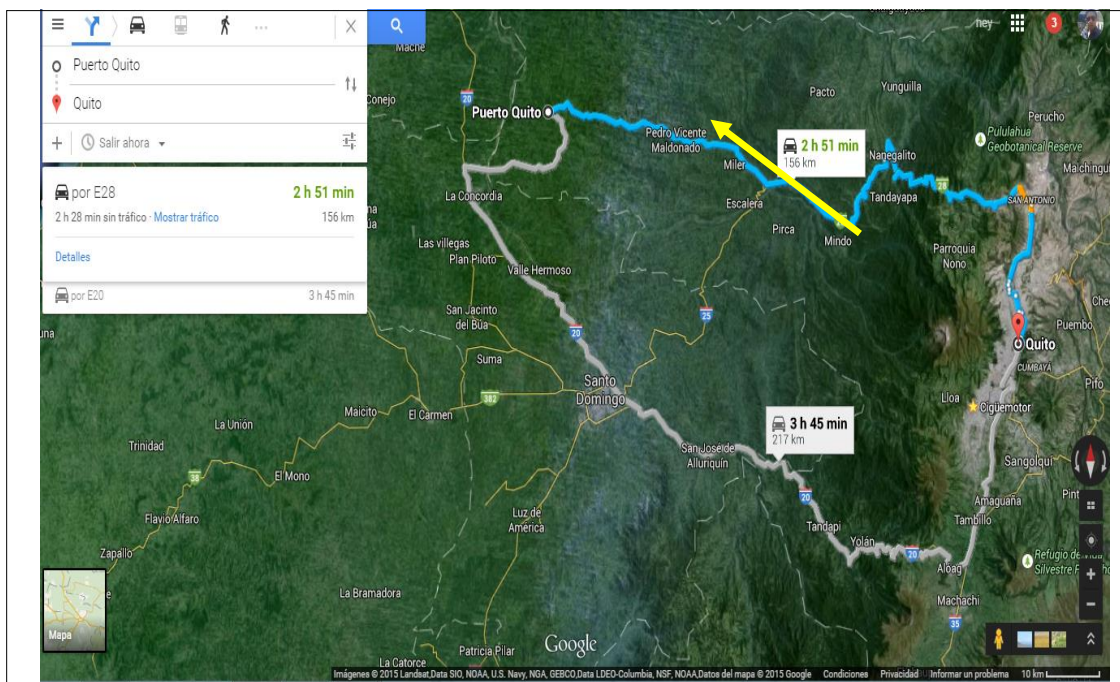 Puerto Quito
Quito
Salir ahora
por E28
2 h 51 min
2 h 28 min sin tráfico · Mostrar tráfico
156 km
Detalles
por E20
3 h 45 min
hey
3
Mache
Conejo
20
Puerto Quito
Pedro Vicente
Maldonado
2 h 51 min
156 km
Pacto
Yunguilla
Perucho
Pululahua
Geobotanical Reserve
Nanegalito
28
Tandayapa
SAN ANTONIO
La Concordia
Escalera
Pirca
Mindo
Las villegas
Plan Piloto
Valle Hermoso
Parroquia
Nono
San Jacinto
del Búa
20
25
Puembo
Quito
CUMBAYÁ
Pifo
Suma
Santo
Domingo
382
Maicito
El Carmen
Lloa
Cigüemotor
La Unión
3 h 45 min
217 km
Trinidad
San José de
Alluriquín
Sangolquí
38
El Mono
20
Amaguaña
Flavio Alfaro
Luz de
América
Tandapi
Tambillo
Zapallo
Yolán
20
Aloag
Refugio de
Silvestre
La Bramadora
Machachi
35
Mapa
Google
Patricia Pilar
La Catorce
Imágenes © 2015 Landsat,Data SIO, NOAA, U.S. Navy, NGA, GEBCO,Data LDEO-Columbia, NSF, NOAA,Datos del mapa © 2015 Google
Condiciones
Privacidad
Informar un problema
10 km